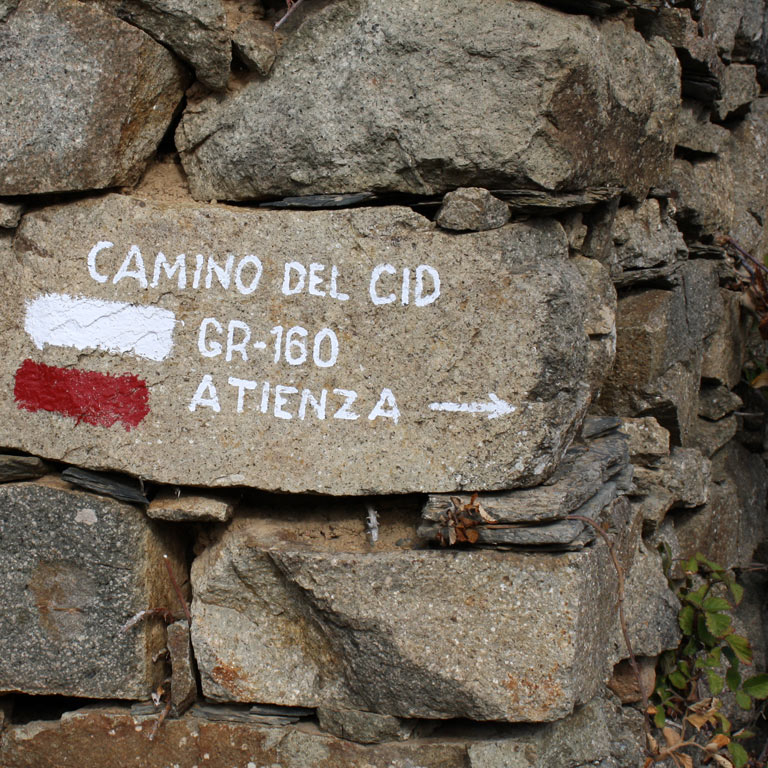 CAMINO DEL CID
GR-160
ATIENZA →